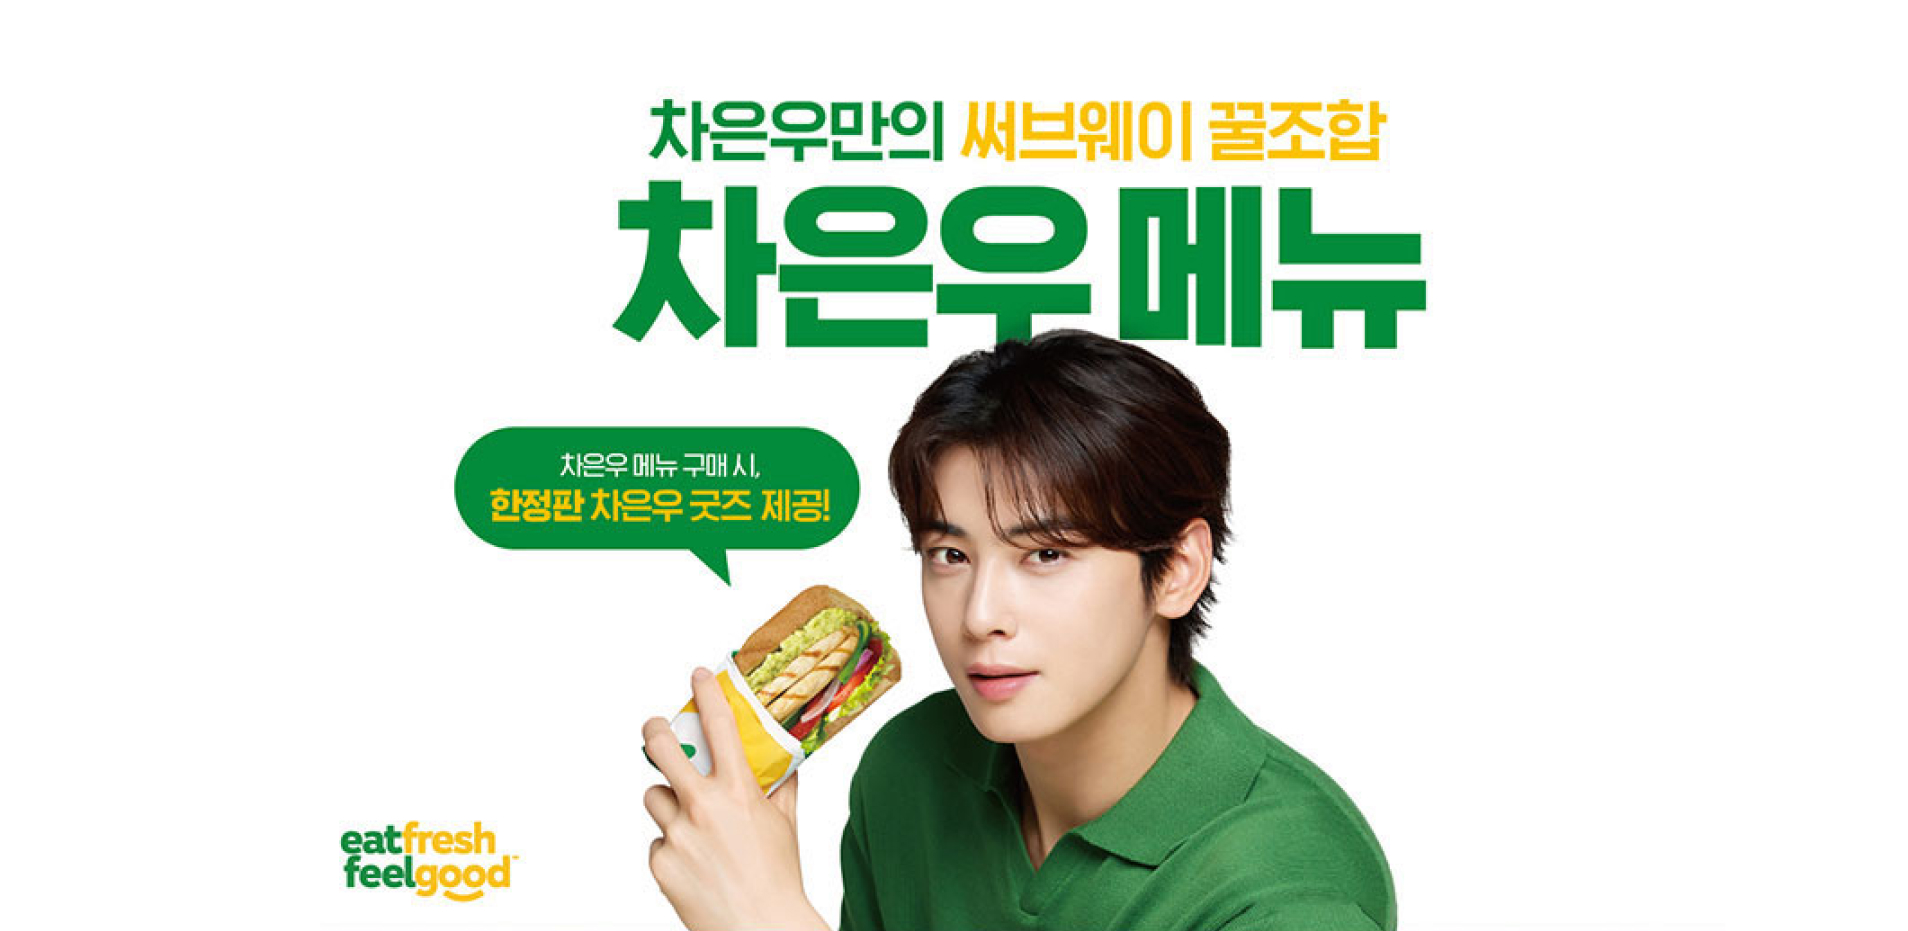 차은우만의 써브웨이 꿀조합
차은우 메뉴
차은우 메뉴 구매 시,
한정판 차은우 굿즈 제공!
eatfresh
feelgood™